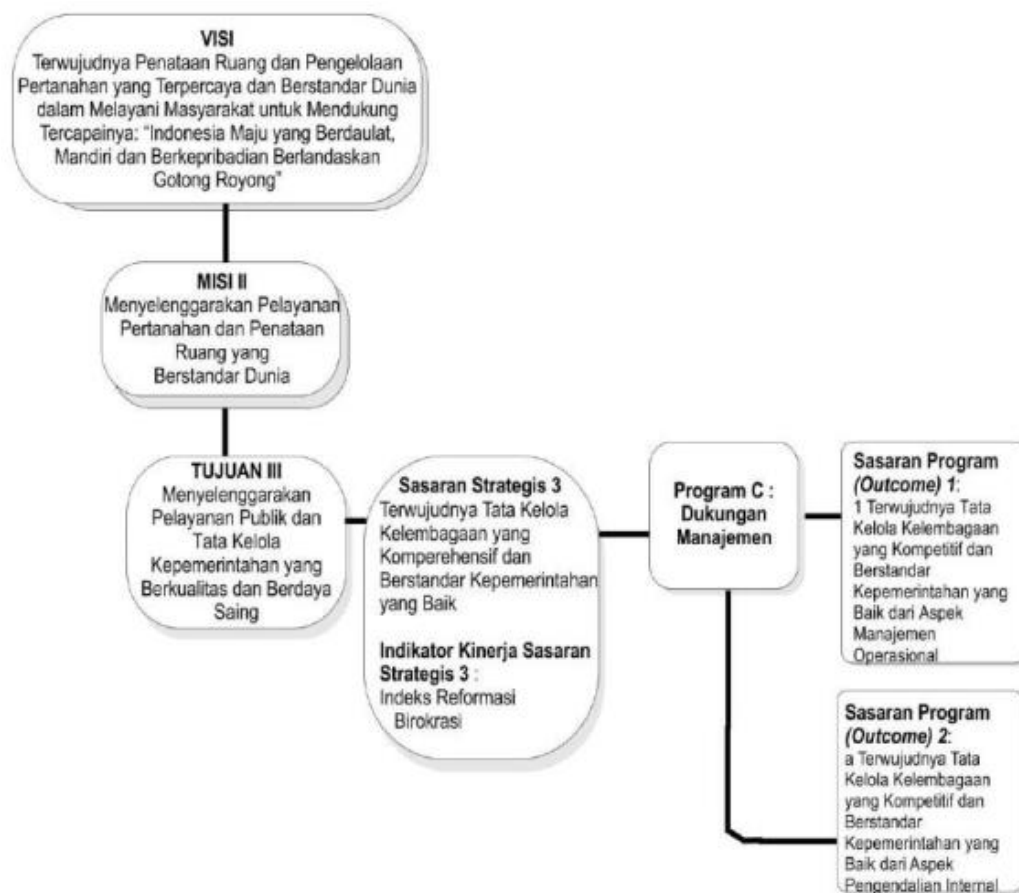 VISI
Terwujudnya Penataan Ruang dan Pengelolaan
Pertanahan yang Terpercaya dan Berstandar Dunia
dalam Melayani Masyarakat untuk Mendukung
Tercapainya: “Indonesia Maju yang Berdaulat,
Mandiri dan Berkepribadian Berlandaskan
Gotong Royong”
MISI II
Menyelenggarakan Pelayanan
Pertanahan dan Penataan
Ruang yang
Berstandar Dunia
TUJUAN III
Menyelenggarakan
Pelayanan Publik dan
Tata Kelola
Kepemerintahan yang
Berkualitas dan Berdaya
Saing
Sasaran Strategis 3
Terwujudnya Tata Kelola
Kelembagaan yang
Komperehensif dan
Berstandar Kepemerintahan
yang Baik
Indikator Kinerja Sasaran
Strategis 3 :
Indeks Reformasi
Birokrasi
Program C :
Dukungan
Manajemen
Sasaran Program
(Outcome) 1:
1 Terwujudnya Tata
Kelola Kelembagaan
yang Kompetitif dan
Berstandar
Kepemerintahan yang
Baik dari Aspek
Manajemen
Operasional
Sasaran Program
(Outcome) 2:
a Terwujudnya Tata
Kelola Kelembagaan
yang Kompetitif dan
Berstandar
Kepemerintahan yang
Baik dari Aspek
Pengendalian Internal